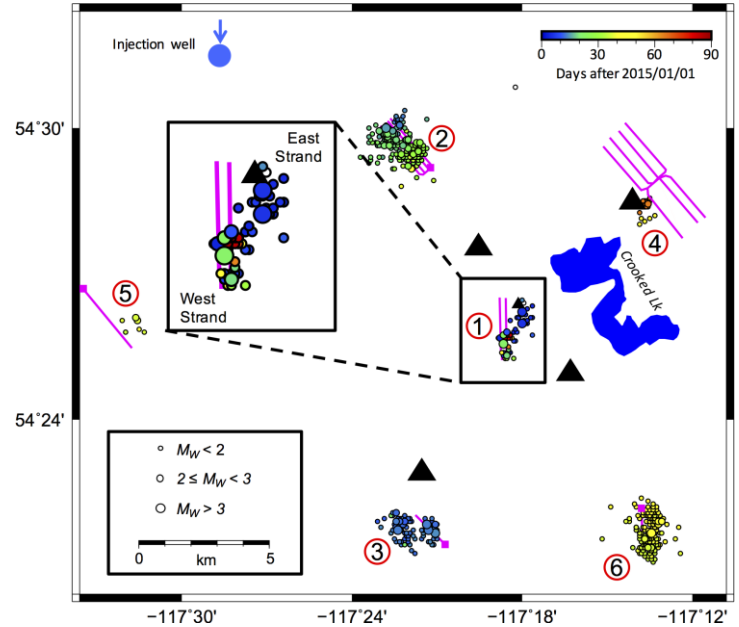 Injection well
0 30 60 90
Days after 2015/01/01
54˚30'
East
Strand
2
4
Crooked Lk
5
West
Strand
1
54˚24'
M_W < 2
2 ≤ M_W < 3
M_W > 3
0 5
km
3
6
−117˚30' −117˚24' −117˚18' −117˚12'